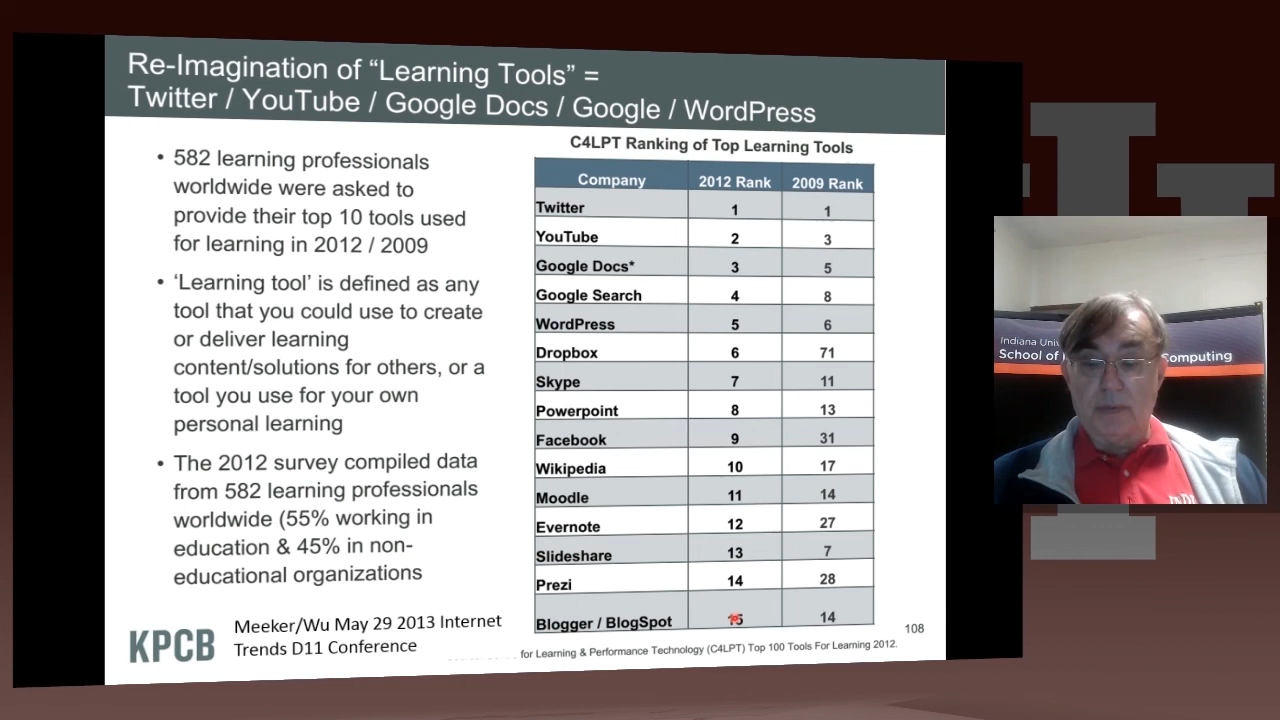 Re-Imagination of “Learning Tools” =
Twitter / YouTube / Google Docs / Google / WordPress
• 582 learning professionals
worldwide were asked to
provide their top 10 tools used
for learning in 2012 / 2009
• ‘Learning tool’ is defined as any
tool that you could use to create
or deliver learning
content/solutions for others, or a
tool you use for your own
personal learning
• The 2012 survey compiled data
from 582 learning professionals
worldwide (55% working in
education & 45% in non-
educational organizations
C4LPT Ranking of Top Learning Tools
Company 2012 Rank 2009 Rank
Twitter 1 1
YouTube 2 3
Google Docs* 3 5
Google Search 4 8
WordPress 5 6
Dropbox 6 71
Skype 7 11
Powerpoint 8 13
Facebook 9 31
Wikipedia 10 17
Moodle 11 14
Evernote 12 27
Slideshare 13 7
Prezi 14 28
Blogger / BlogSpot 15 14
KPCB
Meeker/Wu May 29 2013 Internet
Trends D11 Conference
108
for Learning & Performance Technology (C4LPT) Top 100 Tools For Learning 2012.
Indiana
School of Computing